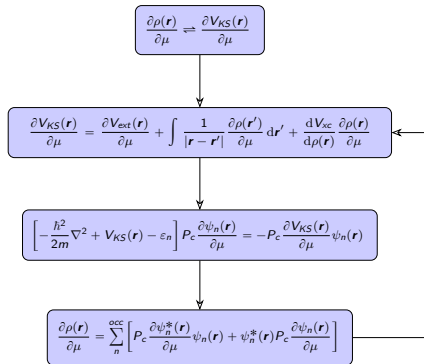 ∂ρ(r)/∂μ ⇌ ∂V_KS(r)/∂μ
∂V_KS(r)/∂μ = ∂V_ext(r)/∂μ + ∫ 1/|r − r′| ∂ρ(r′)/∂μ dr′ + dV_xc/dρ(r) ∂ρ(r)/∂μ
[−ℏ²/2m ∇² + V_KS(r) − ε_n] P_c ∂ψ_n(r)/∂μ = −P_c ∂V_KS(r)/∂μ ψ_n(r)
∂ρ(r)/∂μ = ∑_n^occ [P_c ∂ψ_n*(r)/∂μ ψ_n(r) + ψ_n*(r) P_c ∂ψ_n(r)/∂μ]